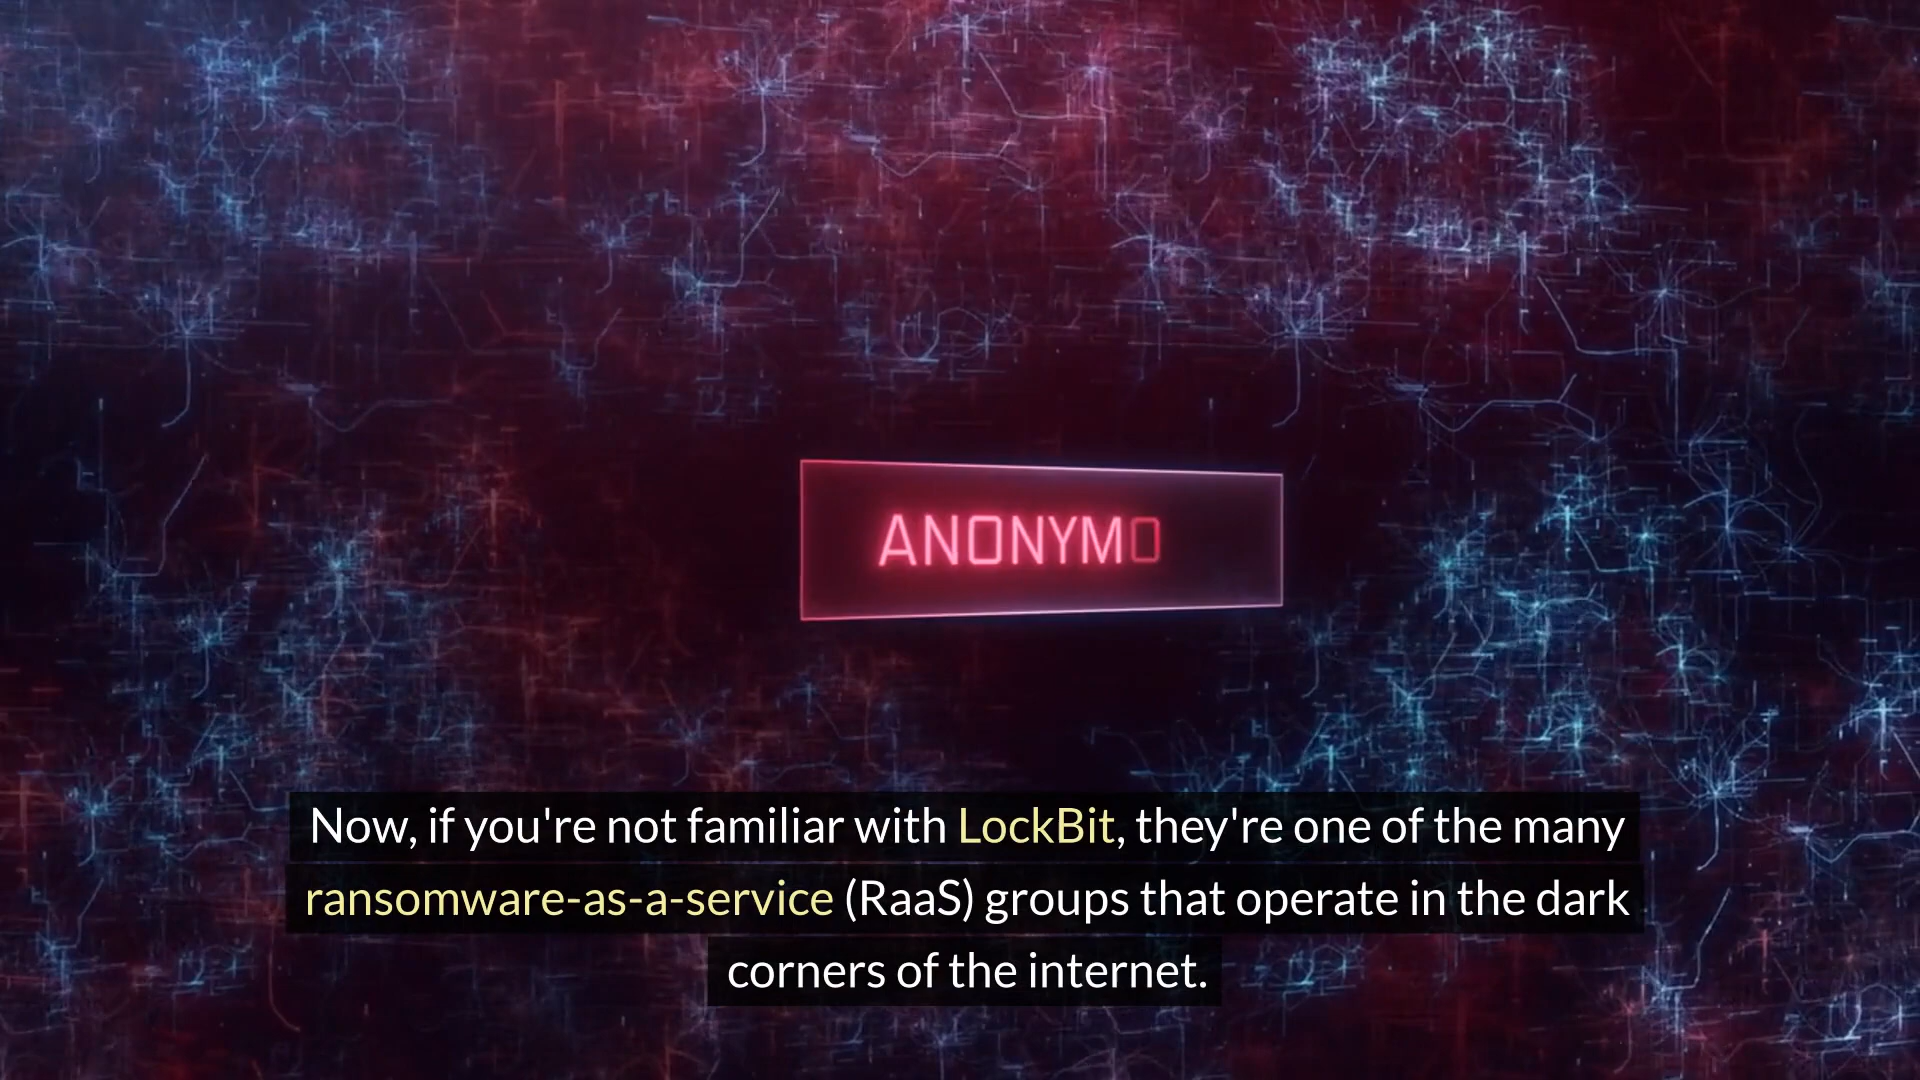 ANONYMO
Now, if you're not familiar with LockBit, they're one of the many
ransomware-as-a-service (RaaS) groups that operate in the dark
corners of the internet.